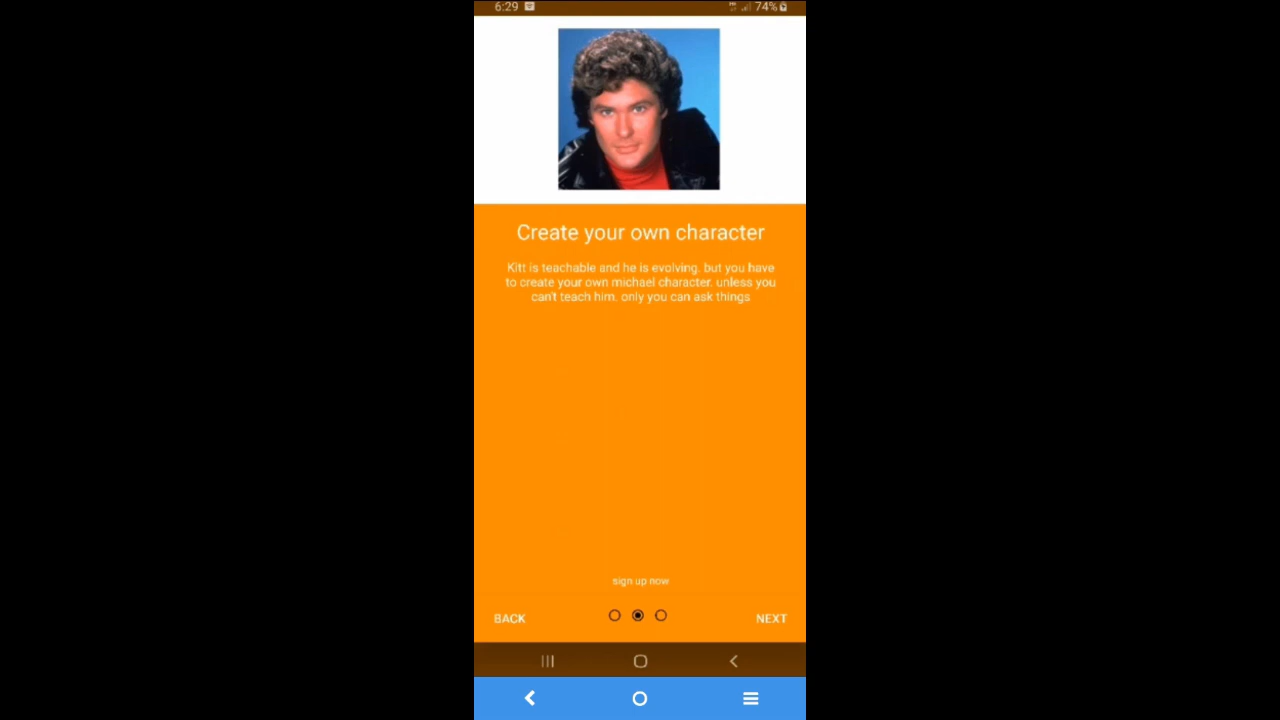 6:29 74%
Create your own character
Kitt is teachable and he is evolving. but you have
to create your own michael character. unless you
can't teach him. only you can ask things
sign up now
BACK NEXT